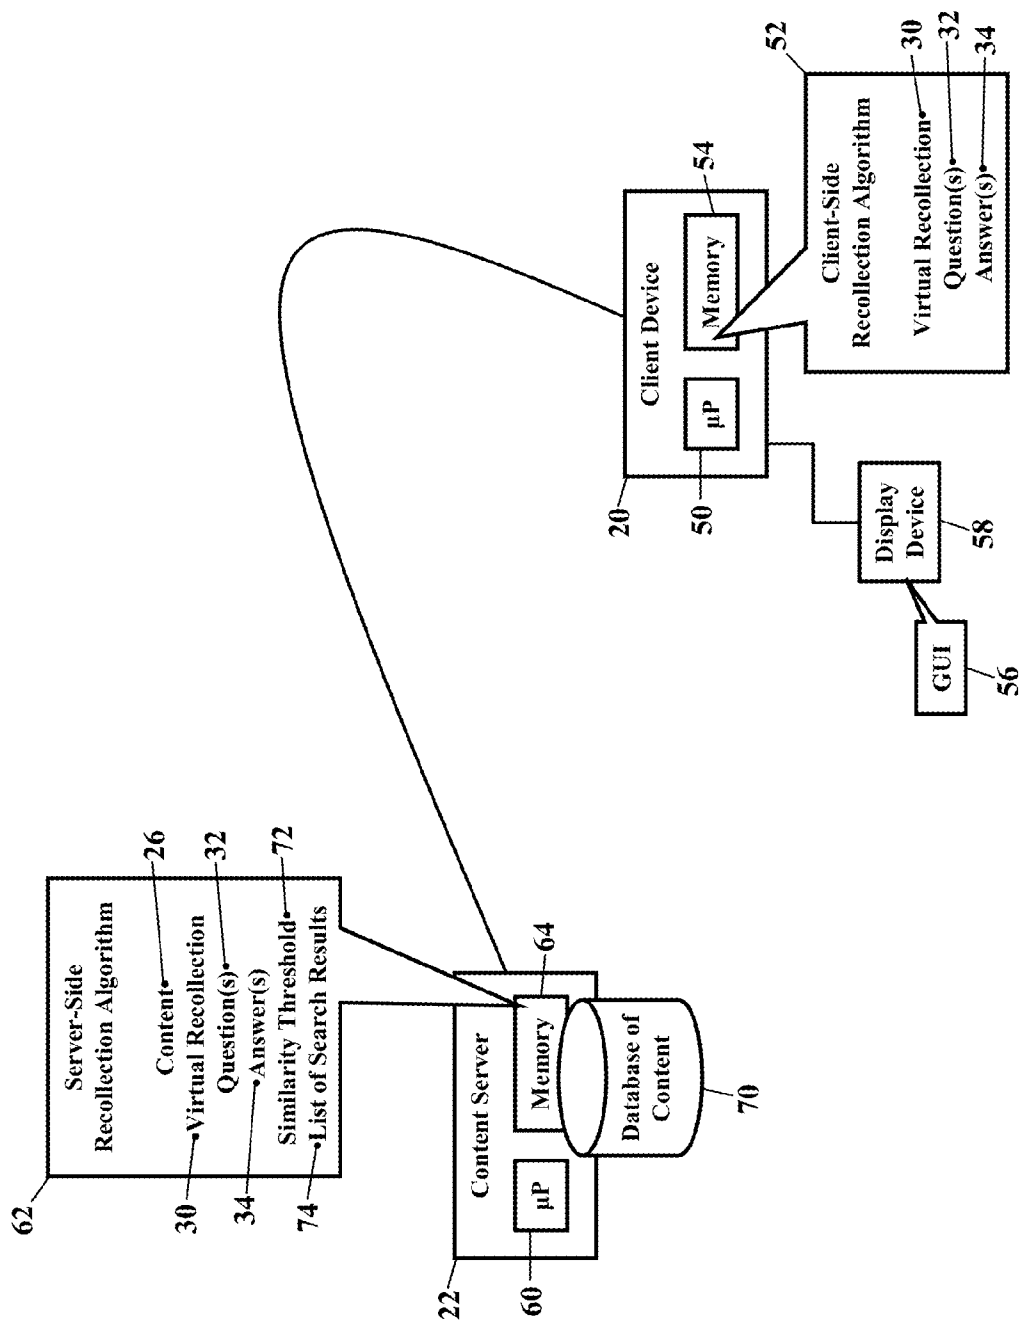 62
Server-Side
Recollection Algorithm
Content•
26
30
•Virtual Recollection
Question(s)•
32
34
•Answer(s)
Similarity Threshold•
72
74
•List of Search Results
22
Content Server
60
µP
Memory
64
Database of
Content
70
20
Client Device
50
µP
Memory
54
Display
Device
58
GUI
56
52
Client-Side
Recollection Algorithm
Virtual Recollection•
30
Question(s)•
32
Answer(s)•
34